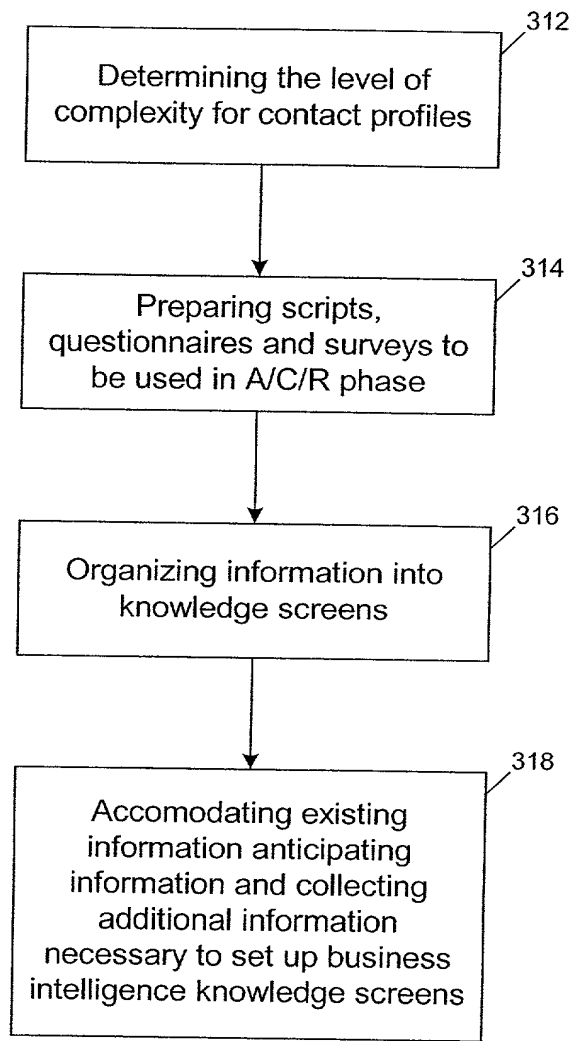 312
Determining the level of
complexity for contact profiles
314
Preparing scripts,
questionnaires and surveys to
be used in A/C/R phase
316
Organizing information into
knowledge screens
318
Accomodating existing
information anticipating
information and collecting
additional information
necessary to set up business
intelligence knowledge screens